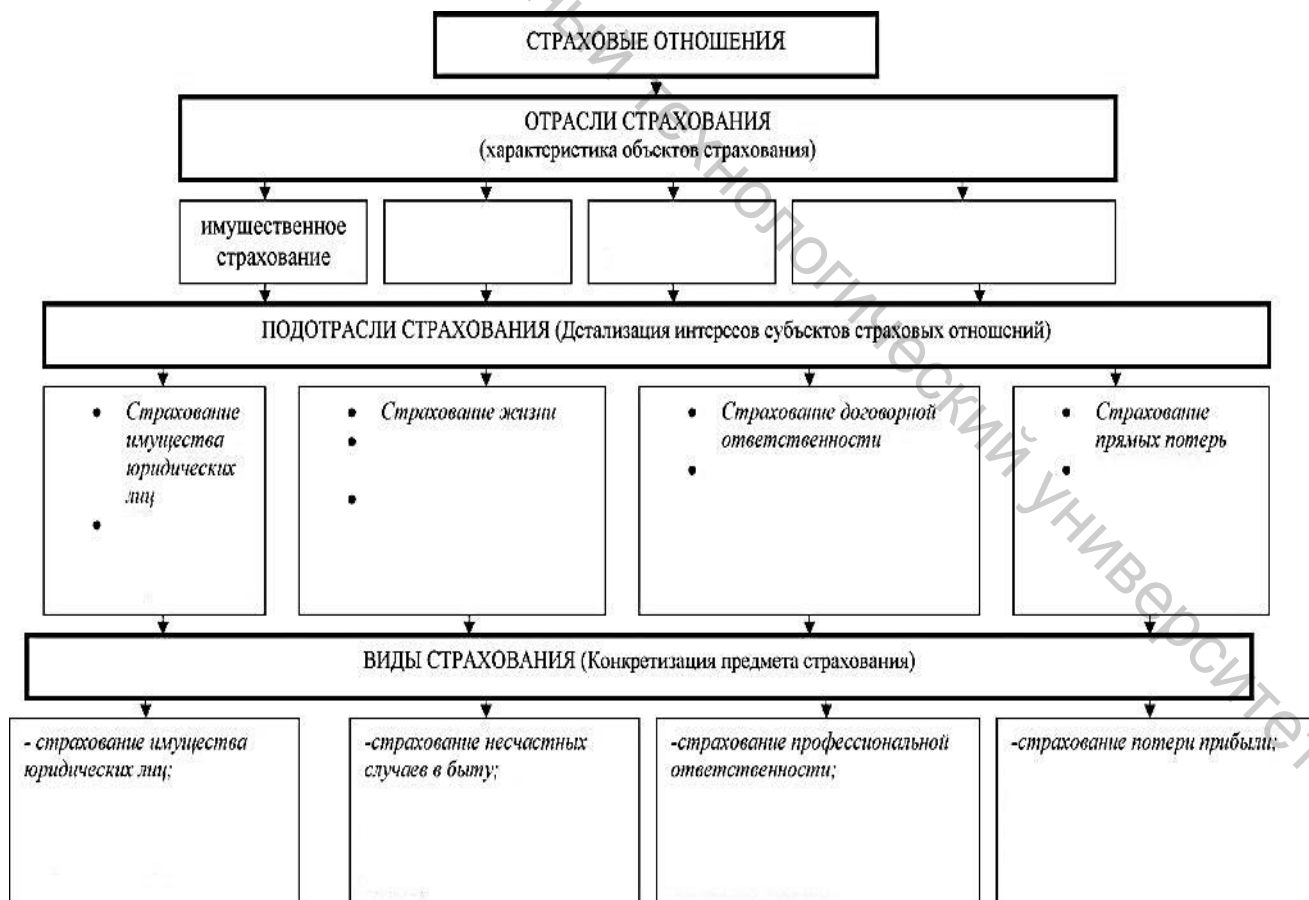 СТРАХОВЫЕ ОТНОШЕНИЯ
ОТРАСЛИ СТРАХОВАНИЯ
(характеристика объектов страхования)
имущественное
страхование
ПОДОТРАСЛИ СТРАХОВАНИЯ (Детализация интересов субъектов страховых отношений)
• Страхование
имущества
юридических
лиц
•
• Страхование жизни
•
•
• Страхование договорной
ответственности
•
• Страхование
прямых потерь
•
ВИДЫ СТРАХОВАНИЯ (Конкретизация предмета страхования)
- страхование имущества
юридических лиц;
-страхование несчастных
случаев в быту;
-страхование профессиональной
ответственности;
-страхование потери прибыли;
технологический университет